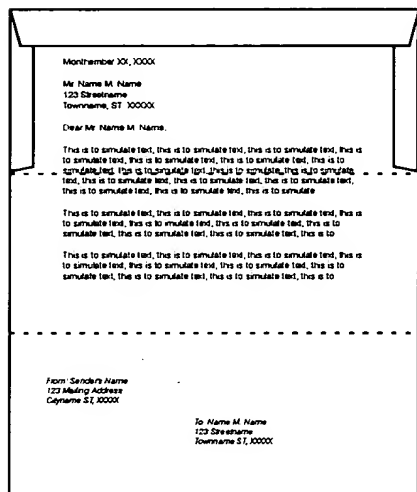 Monthember XX, XXXX
Mr Name M. Name
123 Streetname
Townname, ST XXXXX
Dear Mr Name M. Name,
This is to simulate text, this is to simulate text, this is to simulate text, this is
to simulate text, this is to simulate text, this is to simulate text, this is to
simulate text, this is to simulate text, this is to simulate, this is to simulate
text, this is to simulate text, this is to simulate text, this is to simulate text,
this is to simulate text, this is to simulate text, this is to simulate
This is to simulate text, this is to simulate text, this is to simulate text, this is
to simulate text, this is to imulate text, this is to simulate text, this is to
simulate text, this is to simulate text, this is to simulate text, this is to
This is to simulate text, this is to simulate text, this is to simulate text, this is
to simulate text, this is to simulate text, this is to simulate text, this is to
simulate text, this is to simulate text, this is to simulate text, this is to
From: Senders Name
123 Mailing Address
Cityname ST, XXXXX
To: Name M. Name
123 Streetname
Townname ST, XXXXX